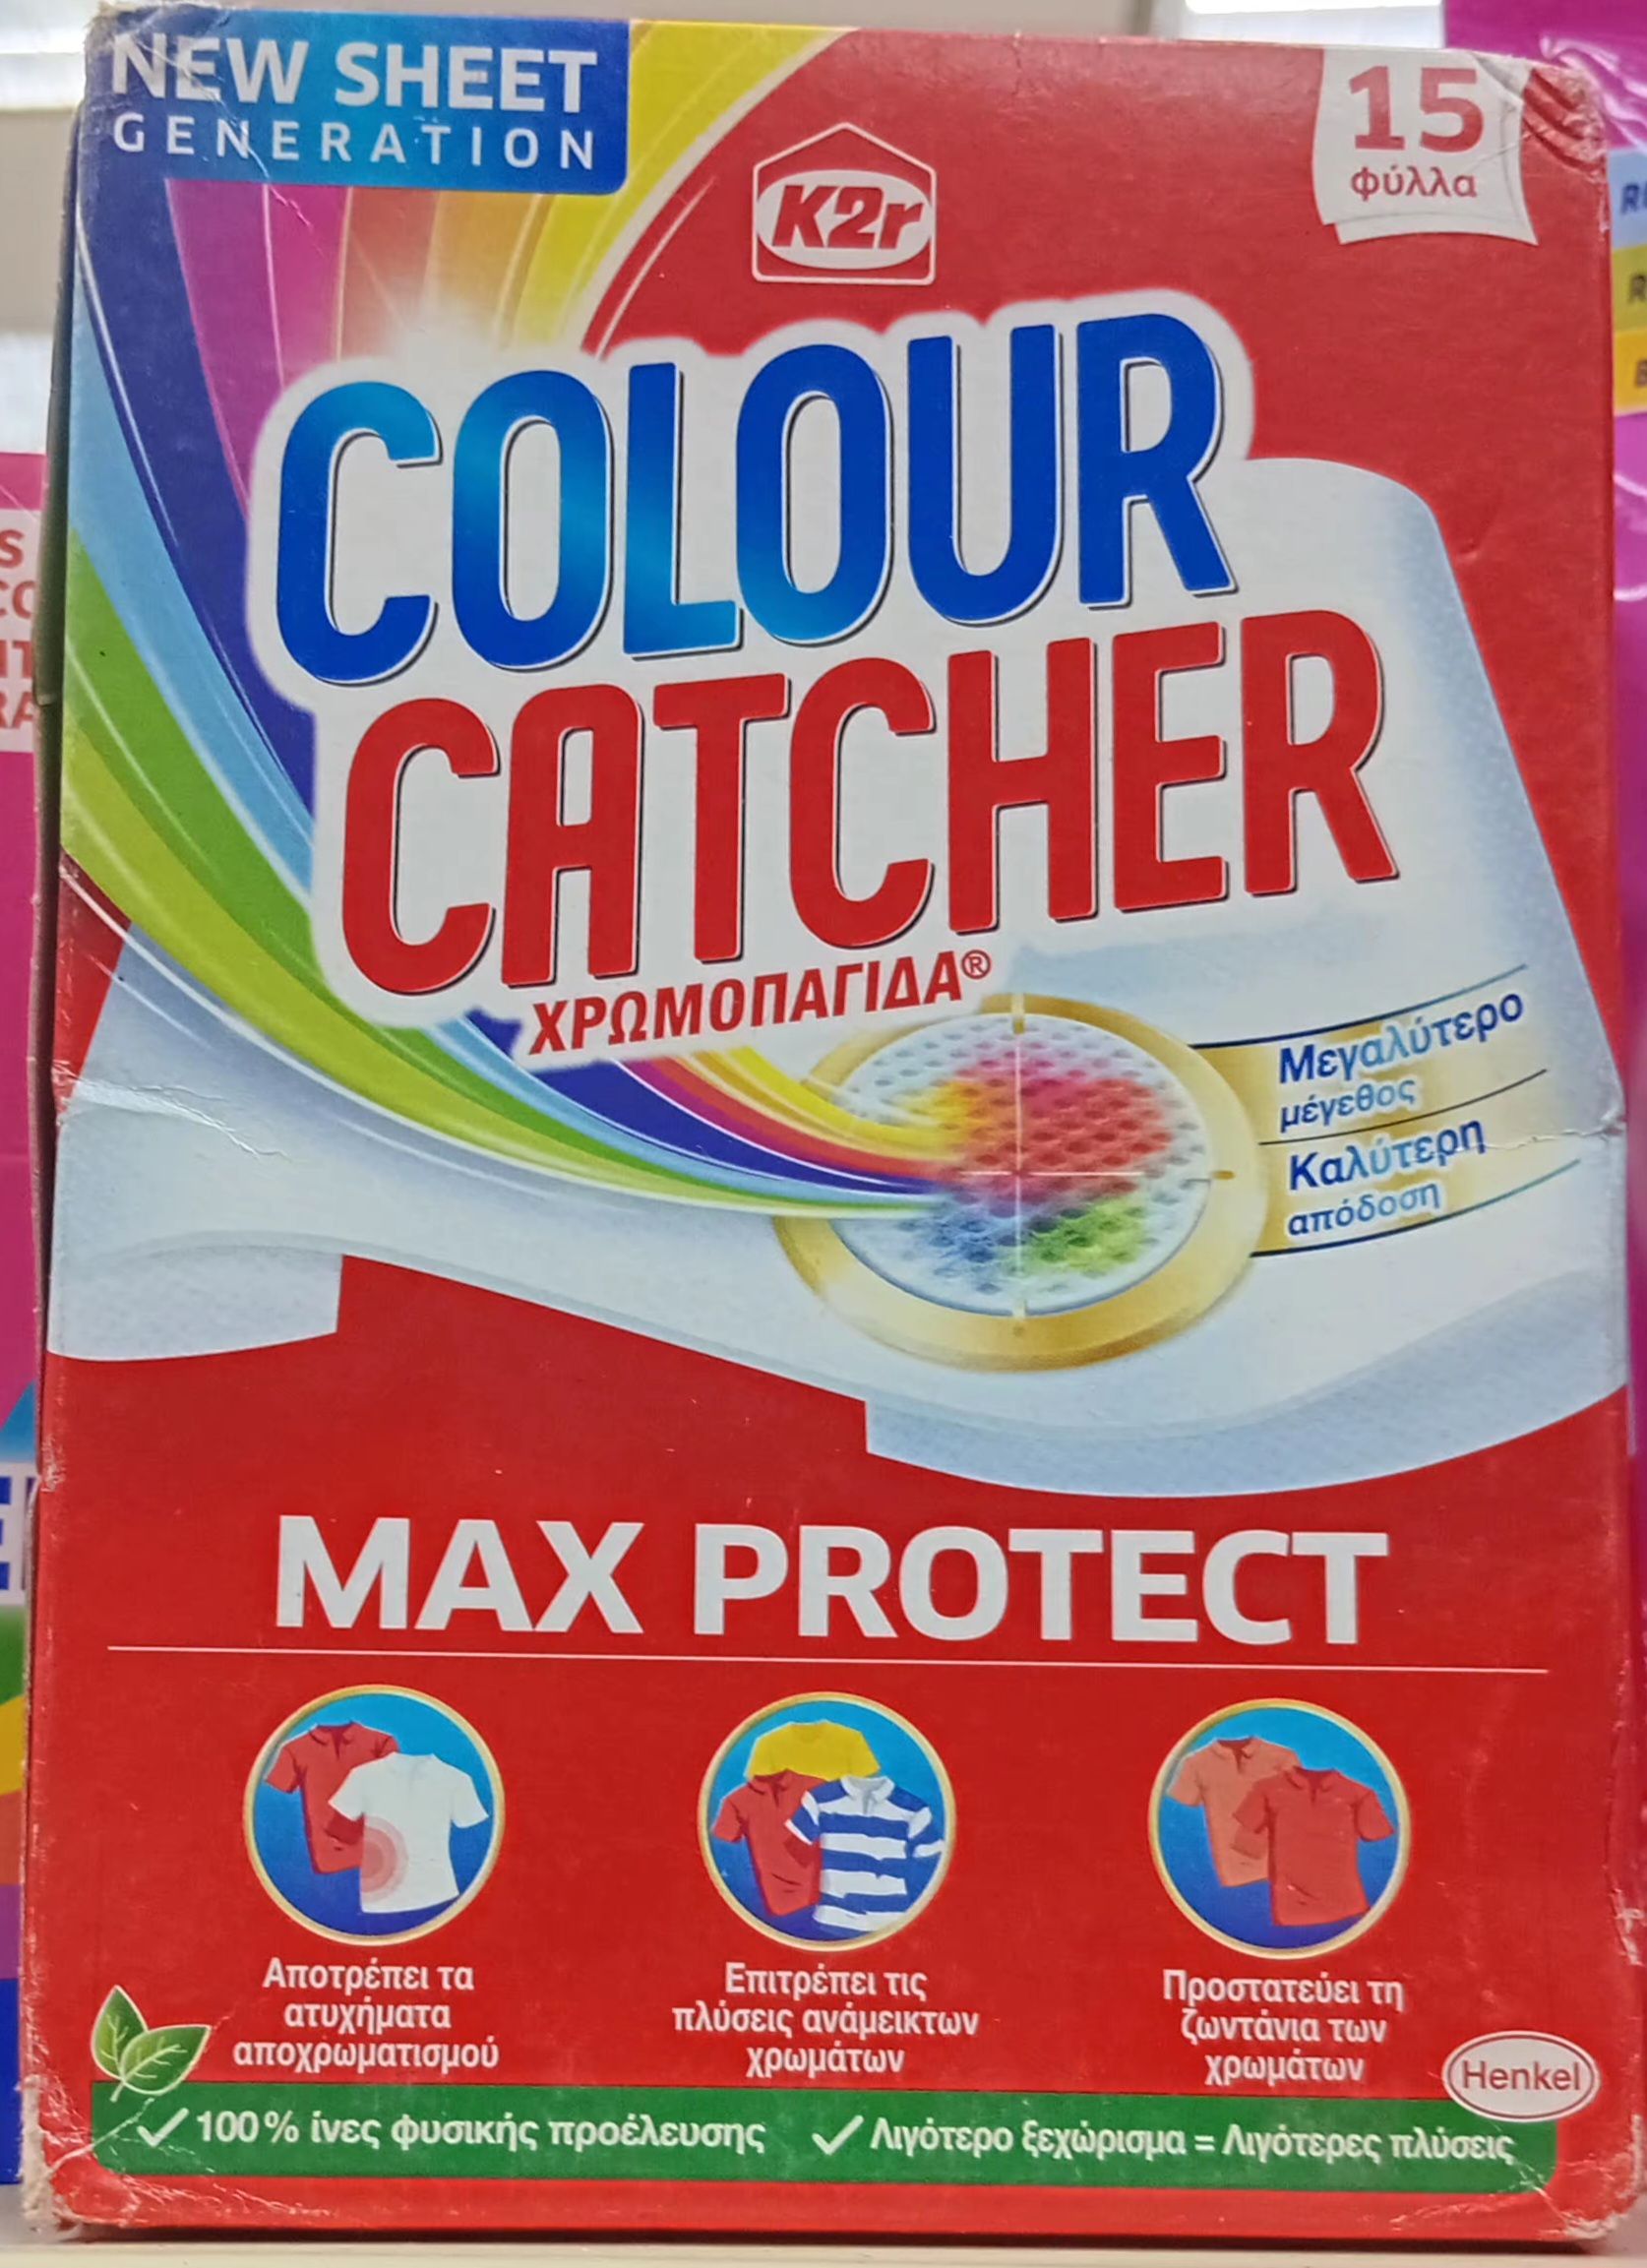 NEW SHEET
GENERATION
15
φύλλα
K2r
COLOUR
CATCHER
ΧΡΩΜΟΠΑΓΙΔΑ®
Μεγαλύτερο
μέγεθος
Καλύτερη
απόδοση
MAX PROTECT
Αποτρέπει τα
ατυχήματα
αποχρωματισμού
Επιτρέπει τις
πλύσεις ανάμεικτων
χρωμάτων
Προστατεύει τη
ζωντάνια των
χρωμάτων
Henkel
✓ 100% ίνες φυσικής προέλευσης ✓ Λιγότερο ξεχώρισμα = Λιγότερες πλύσεις